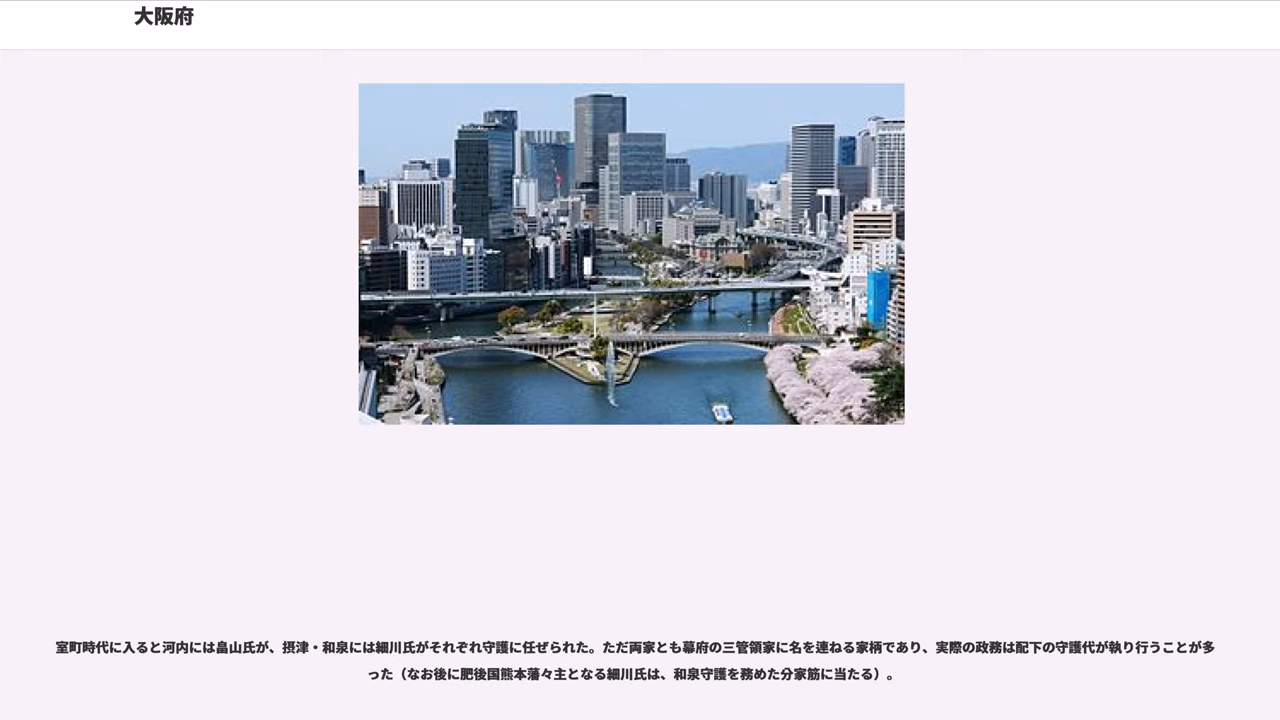 大阪府
室町時代に入ると河内には畠山氏が、摂津・和泉には細川氏がそれぞれ守護に任ぜられた。ただ両家とも幕府の三管領家に名を連ねる家柄であり、実際の政務は配下の守護代が執り行うことが多
った（なお後に肥後国熊本藩々主となる細川氏は、和泉守護を務めた分家筋に当たる）。